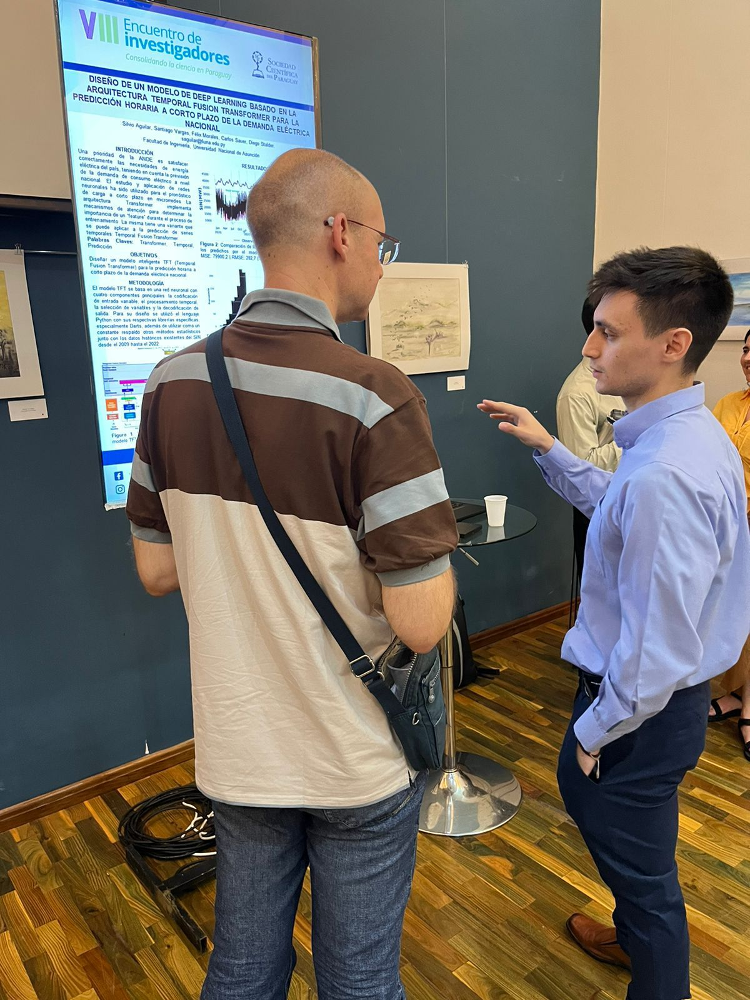 VIII Encuentro de
investigadores
Consolidando la ciencia en Paraguay
SOCIEDAD
CIENTÍFICA
DEL PARAGUAY
DISEÑO DE UN MODELO DE DEEP LEARNING BASADO EN LA
ARQUITECTURA TEMPORAL FUSION TRANSFORMER PARA LA
PREDICCIÓN HORARIA A CORTO PLAZO DE LA DEMANDA ELÉCTRICA
NACIONAL
Silvio Aguilar, Santiago Vargas, Félix Morales, Carlos Sauer, Diego Stalder.
saguilar@fiuna.edu.py
Facultad de Ingeniería, Universidad Nacional de Asunción
INTRODUCCIÓN
Una prioridad de la ANDE es satisfacer
correctamente las necesidades de energía
eléctrica del país, teniendo en cuenta la previsión
de la demanda de consumo eléctrico a nivel
nacional. El estudio y aplicación de redes
neuronales ha sido utilizado para el pronóstico
de carga a corto plazo en microrredes. La
arquitectura Transformer implementa
mecanismos de atención para determinar la
importancia de un "feature" durante el proceso de
entrenamiento. La misma tiene una variante que
se puede aplicar a la predicción de series
temporales Temporal Fusion Transformer
Palabras Claves: Transformer, Temporal,
Predicción
OBJETIVOS
Diseñar un modelo inteligente TFT (Temporal
Fusion Transformer) para la predicción horaria a
corto plazo de la demanda eléctrica nacional
METODOLOGÍA
El modelo TFT se basa en una red neuronal con
cuatro componentes principales: la codificación
de entrada variable, el procesamiento temporal,
la selección de variables y la decodificación de
salida. Para su diseño se utilizó el lenguaje
Python con sus respectivas librerías específicas,
especialmente Darts, además de utilizar como un
constante respaldo otros métodos estadísticos
junto con los datos históricos existentes del SIN
desde el 2009 hasta el 2022
Figura 1
modelo TFT
RESULTADO
SIN(MW)
4500
4000
3500
3000
2500
2000
1500
1000
Jan Apr Jul Oct
2020
Figura 2 Comparación de
los predichos por el mod
MSE: 79900.2 | RMSE: 282,7